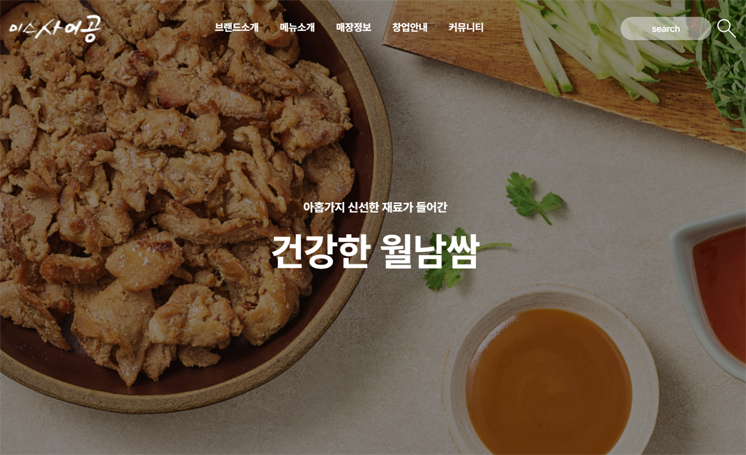 미스사이공
브랜드소개 메뉴소개 매장정보 창업안내 커뮤니티
search
아홉가지 신선한 재료가 들어간
건강한 월남쌈